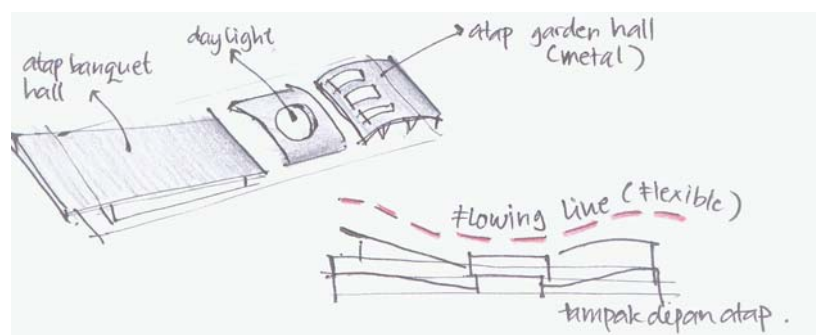 atap banquet
hall
daylight
atap garden hall
(metal)
flowing line (flexible)
tampak depan atap.